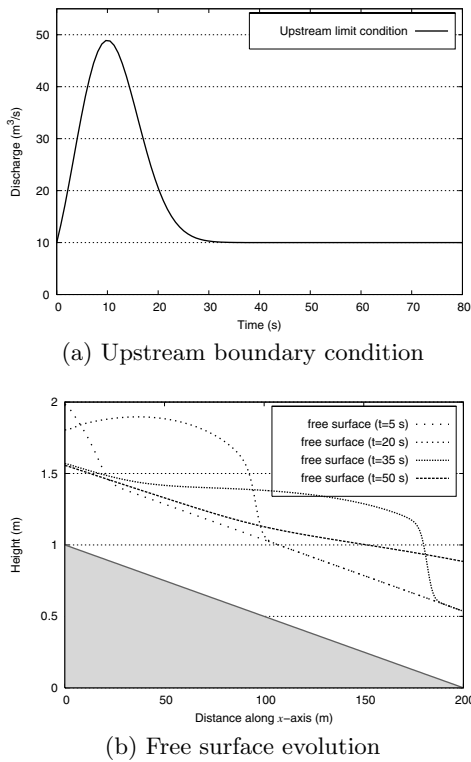 50
40
30
20
10
0
Discharge (m³/s)
Upstream limit condition
0 10 20 30 40 50 60 70 80
Time (s)
(a) Upstream boundary condition
2
1.5
1
0.5
0
Height (m)
free surface (t=5 s)
free surface (t=20 s)
free surface (t=35 s)
free surface (t=50 s)
0 50 100 150 200
Distance along x−axis (m)
(b) Free surface evolution